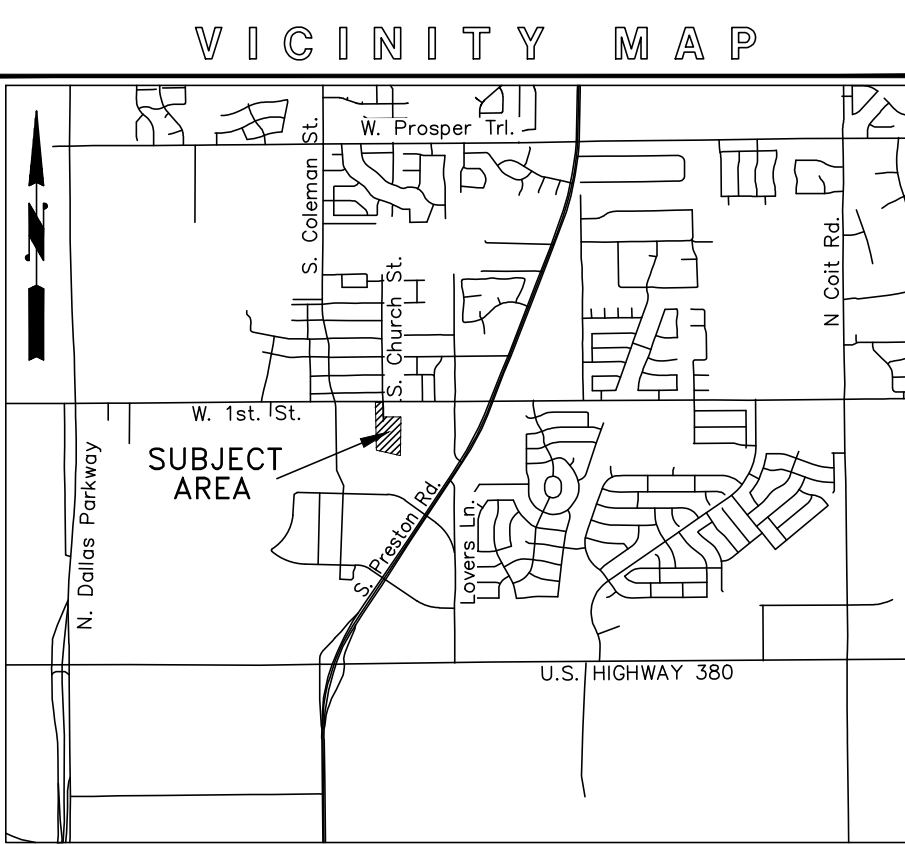 VICINITY MAP
W. Prosper Trl.
S. Coleman St.
N
N Coit Rd.
S. Church St.
W. 1st. St.
SUBJECT
AREA
N. Dallas Parkway
S. Preston Rd.
Lovers Ln.
U.S. HIGHWAY 380